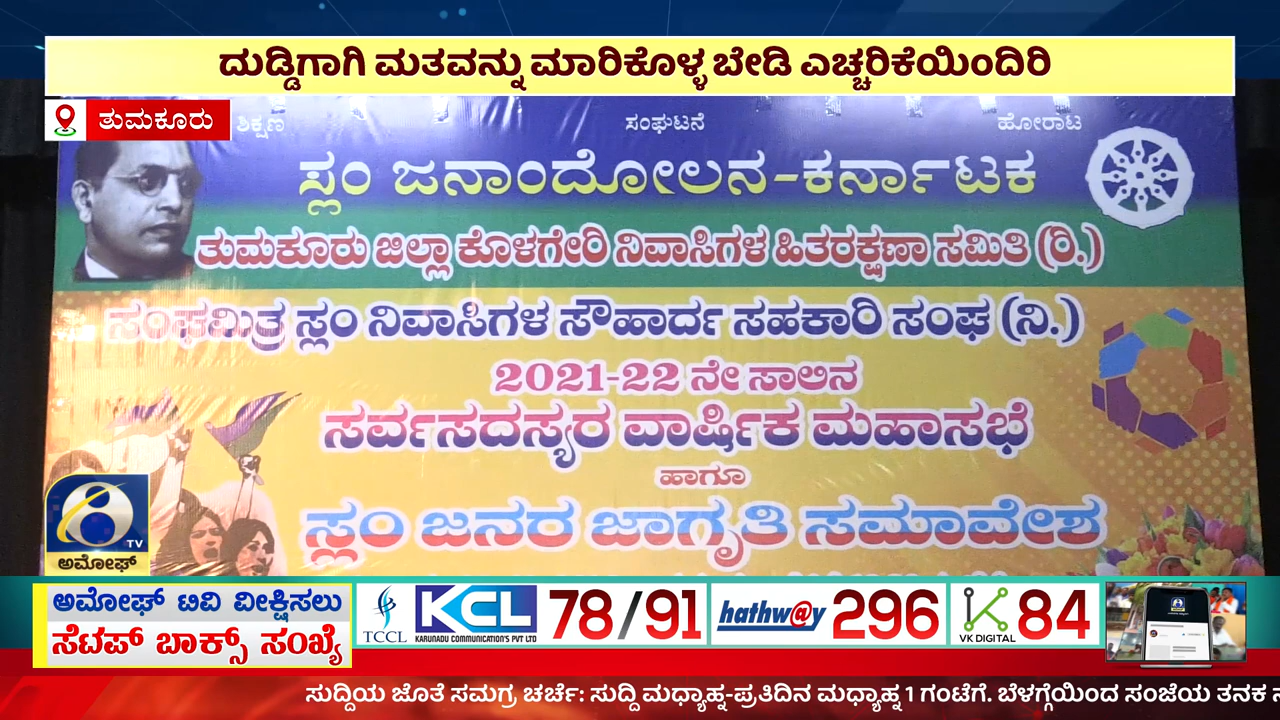 ದುಡ್ಡಿಗಾಗಿ ಮತವನ್ನು ಮಾರಿಕೊಳ್ಳ ಬೇಡಿ ಎಚ್ಚರಿಕೆಯಿಂದಿರಿ
ತುಮಕೂರು
ಶಿಕ್ಷಣ ಸಂಘಟನೆ ಹೋರಾಟ
ಸ್ಲಂ ಜನಾಂದೋಲನ-ಕರ್ನಾಟಕ
ತುಮಕೂರು ಜಿಲ್ಲಾ ಕೊಳಗೇರಿ ನಿವಾಸಿಗಳ ಹಿತರಕ್ಷಣಾ ಸಮಿತಿ (ರಿ.)
ಸಂಘಮಿತ್ರ ಸ್ಲಂ ನಿವಾಸಿಗಳ ಸೌಹಾರ್ದ ಸಹಕಾರಿ ಸಂಘ (ನಿ.)
2021-22 ನೇ ಸಾಲಿನ
ಸರ್ವಸದಸ್ಯರ ವಾರ್ಷಿಕ ಮಹಾಸಭೆ
ಹಾಗೂ
ಸ್ಲಂ ಜನರ ಜಾಗೃತಿ ಸಮಾವೇಶ
TV
ಅಮೋಘ್
ಅಮೋಘ್ ಟಿವಿ ವೀಕ್ಷಿಸಲು
ಸೆಟಪ್ ಬಾಕ್ಸ್ ಸಂಖ್ಯೆ
TCCL KCL 78/91 hathw@y 296 VK DIGITAL 84
KARUNADU COMMUNICATION'S PVT LTD
ಸುದ್ದಿಯ ಜೊತೆ ಸಮಗ್ರ ಚರ್ಚೆ: ಸುದ್ದಿ ಮಧ್ಯಾಹ್ನ-ಪ್ರತಿದಿನ ಮಧ್ಯಾಹ್ನ 1 ಗಂಟೆಗೆ. ಬೆಳಗ್ಗೆಯಿಂದ ಸಂಜೆಯ ತನಕ